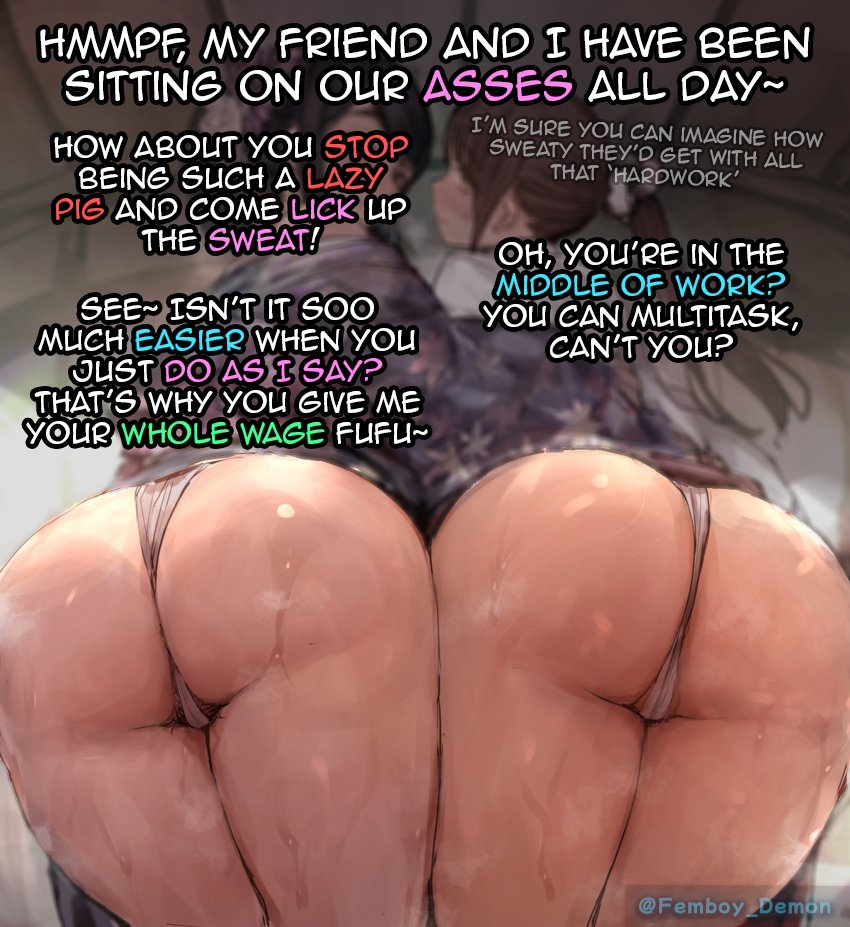 HMMPF, MY FRIEND AND I HAVE BEEN
SITTING ON OUR ASSES ALL DAY~
I'M SURE YOU CAN IMAGINE HOW
SWEATY THEY'D GET WITH ALL
THAT 'HARDWORK'
HOW ABOUT YOU STOP
BEING SUCH A LAZY
PIG AND COME LICK UP
THE SWEAT!
OH, YOU'RE IN THE
MIDDLE OF WORK?
YOU CAN MULTITASK,
CAN'T YOU?
SEE~ ISN'T IT SOO
MUCH EASIER WHEN YOU
JUST DO AS I SAY?
THAT'S WHY YOU GIVE ME
YOUR WHOLE WAGE FUFU~
@Femboy_Demon